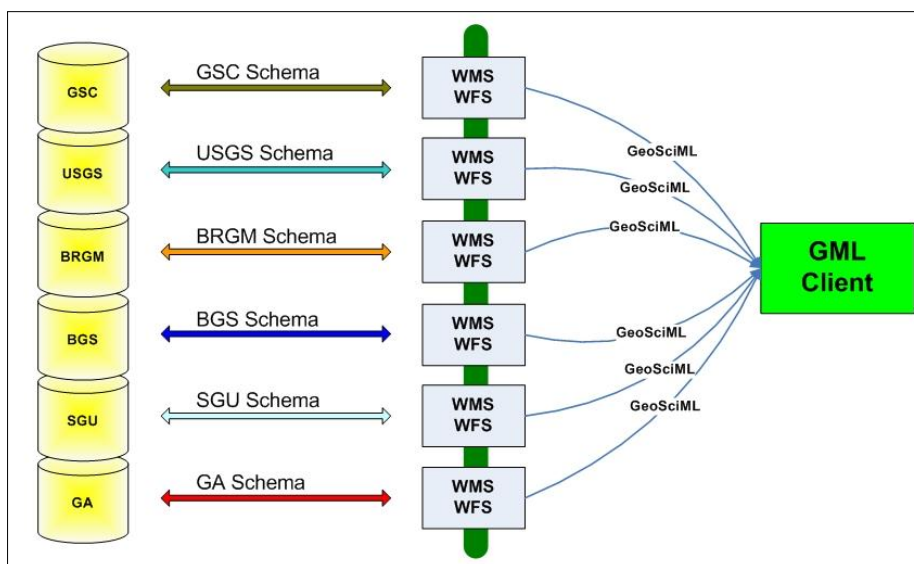 GSC
GSC Schema
WMS
WFS
GeoSciML
USGS
USGS Schema
WMS
WFS
GeoSciML
BRGM
BRGM Schema
WMS
WFS
GeoSciML
GML
Client
BGS
BGS Schema
WMS
WFS
GeoSciML
SGU
SGU Schema
WMS
WFS
GeoSciML
GA
GA Schema
WMS
WFS
GeoSciML